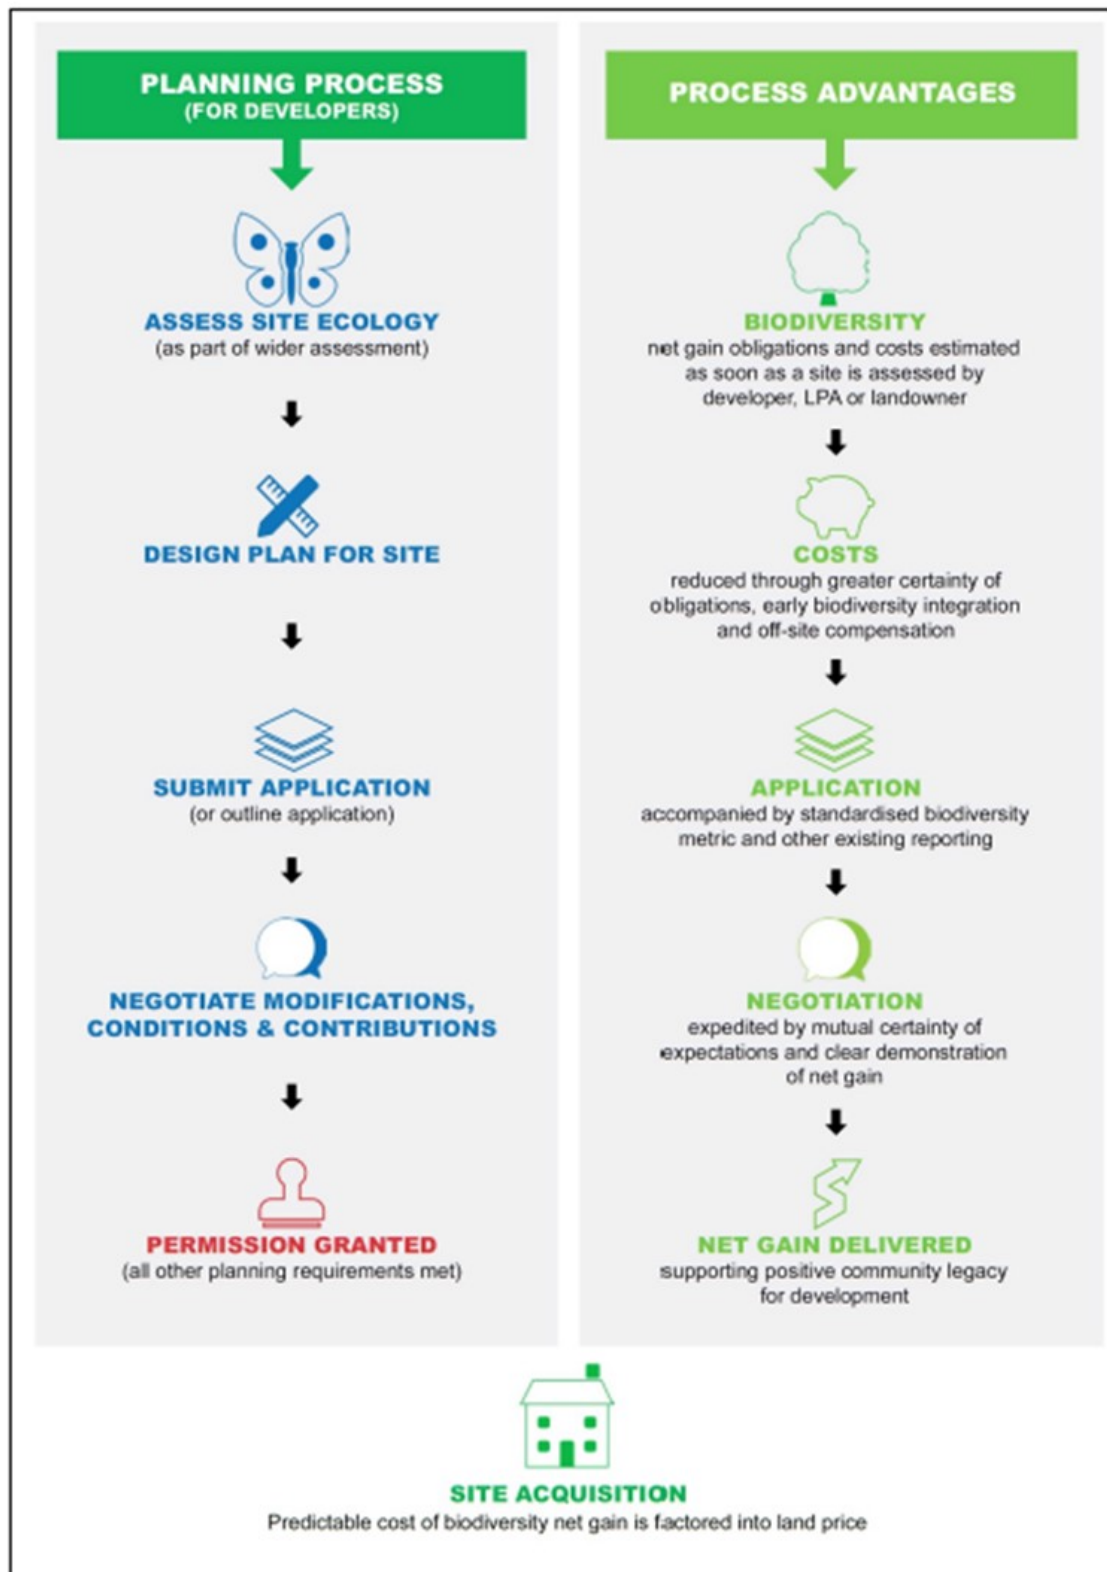 PLANNING PROCESS
(FOR DEVELOPERS)
ASSESS SITE ECOLOGY
(as part of wider assessment)
DESIGN PLAN FOR SITE
SUBMIT APPLICATION
(or outline application)
NEGOTIATE MODIFICATIONS,
CONDITIONS & CONTRIBUTIONS
PERMISSION GRANTED
(all other planning requirements met)
PROCESS ADVANTAGES
BIODIVERSITY
net gain obligations and costs estimated
as soon as a site is assessed by
developer, LPA or landowner
COSTS
reduced through greater certainty of
obligations, early biodiversity integration
and off-site compensation
APPLICATION
accompanied by standardised biodiversity
metric and other existing reporting
NEGOTIATION
expedited by mutual certainty of
expectations and clear demonstration
of net gain
NET GAIN DELIVERED
supporting positive community legacy
for development
SITE ACQUISITION
Predictable cost of biodiversity net gain is factored into land price